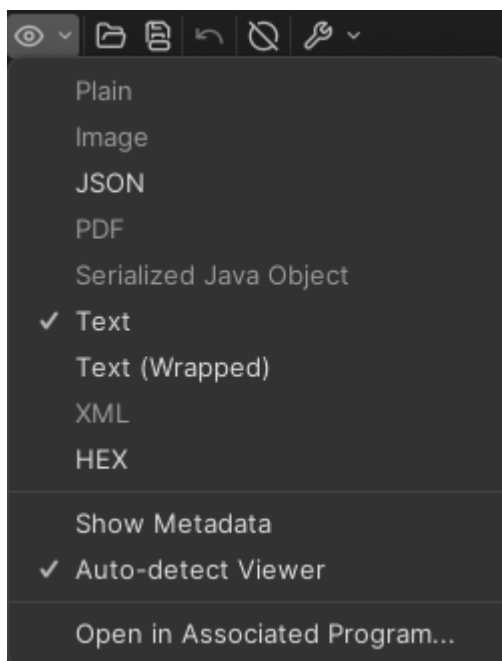 Plain
Image
JSON
PDF
Serialized Java Object
Text
Text (Wrapped)
XML
HEX
Show Metadata
Auto-detect Viewer
Open in Associated Program...